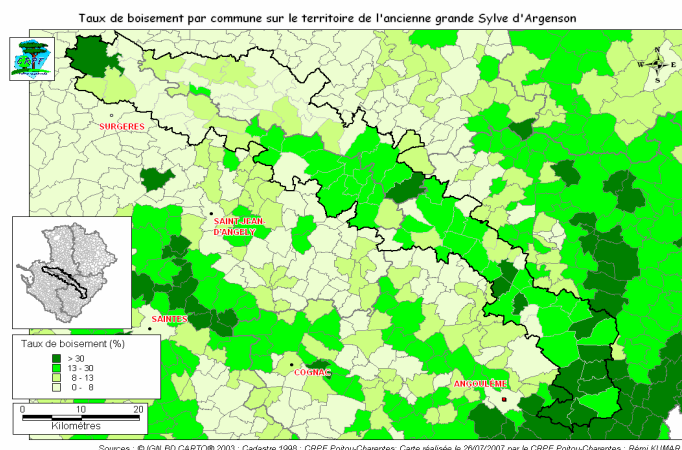 Taux de boisement par commune sur le territoire de l'ancienne grande Sylve d'Argenson
CRPF
N
W E
S
SURGERES
SAINT-JEAN-
D'ANGELY
SAINTES
COGNAC
ANGOULEME
Taux de boisement (%)
> 30
13 - 30
8 - 13
0 - 8
0 10 20
Kilomètres
Sources : © IGN BD CARTO® 2003 ; Cadastre 1998 ; CRPF Poitou-Charentes; Carte réalisée le 26/07/2007 par le CRPF Poitou-Charentes : Rémi KUMAR